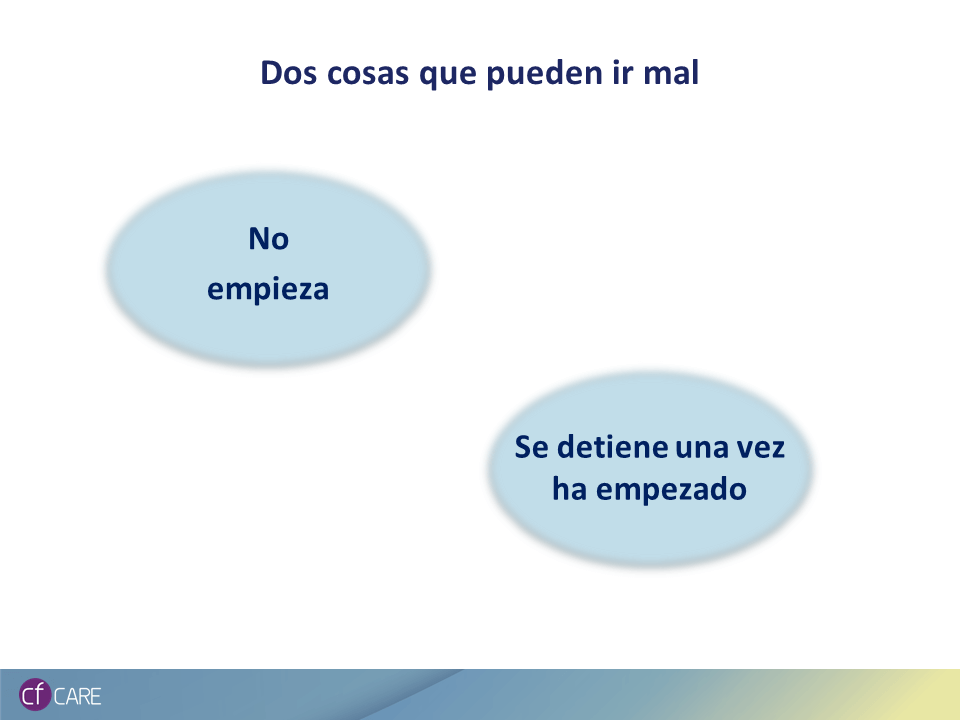 Dos cosas que pueden ir mal
No
empieza
Se detiene una vez
ha empezado
cf CARE